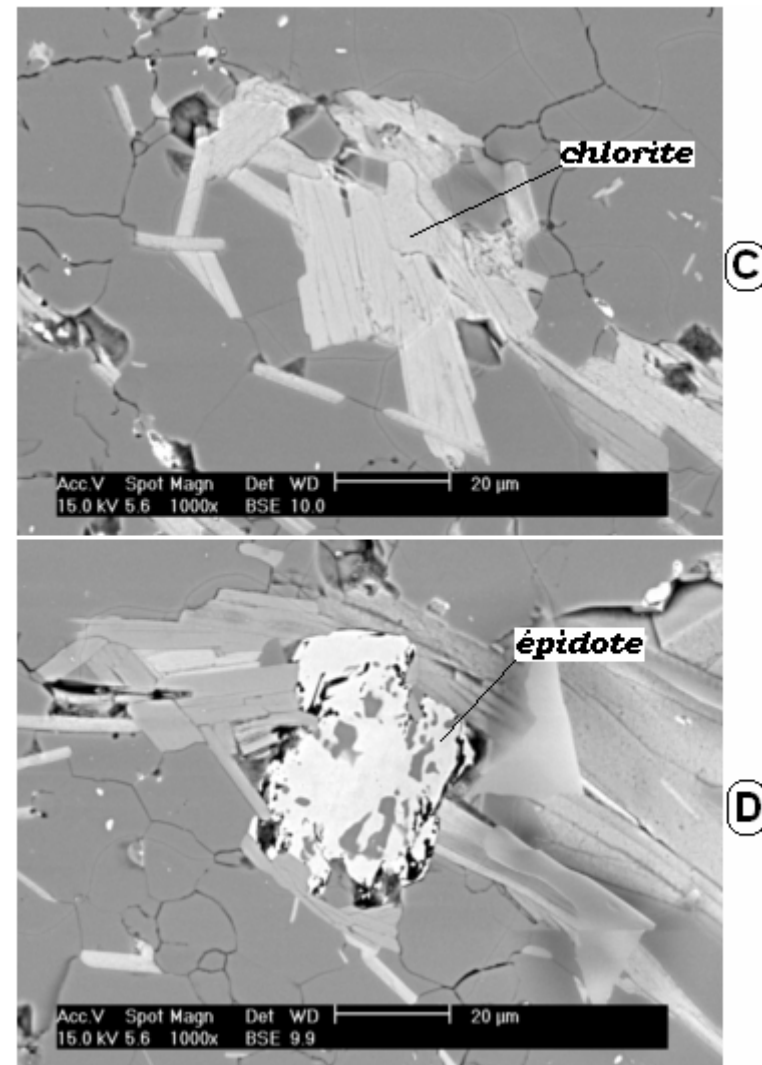 chlorite
C
Acc.V Spot Magn Det WD 20 µm
15.0 kV 5.6 1000x BSE 10.0
épidote
D
Acc.V Spot Magn Det WD 20 µm
15.0 kV 5.6 1000x BSE 9.9